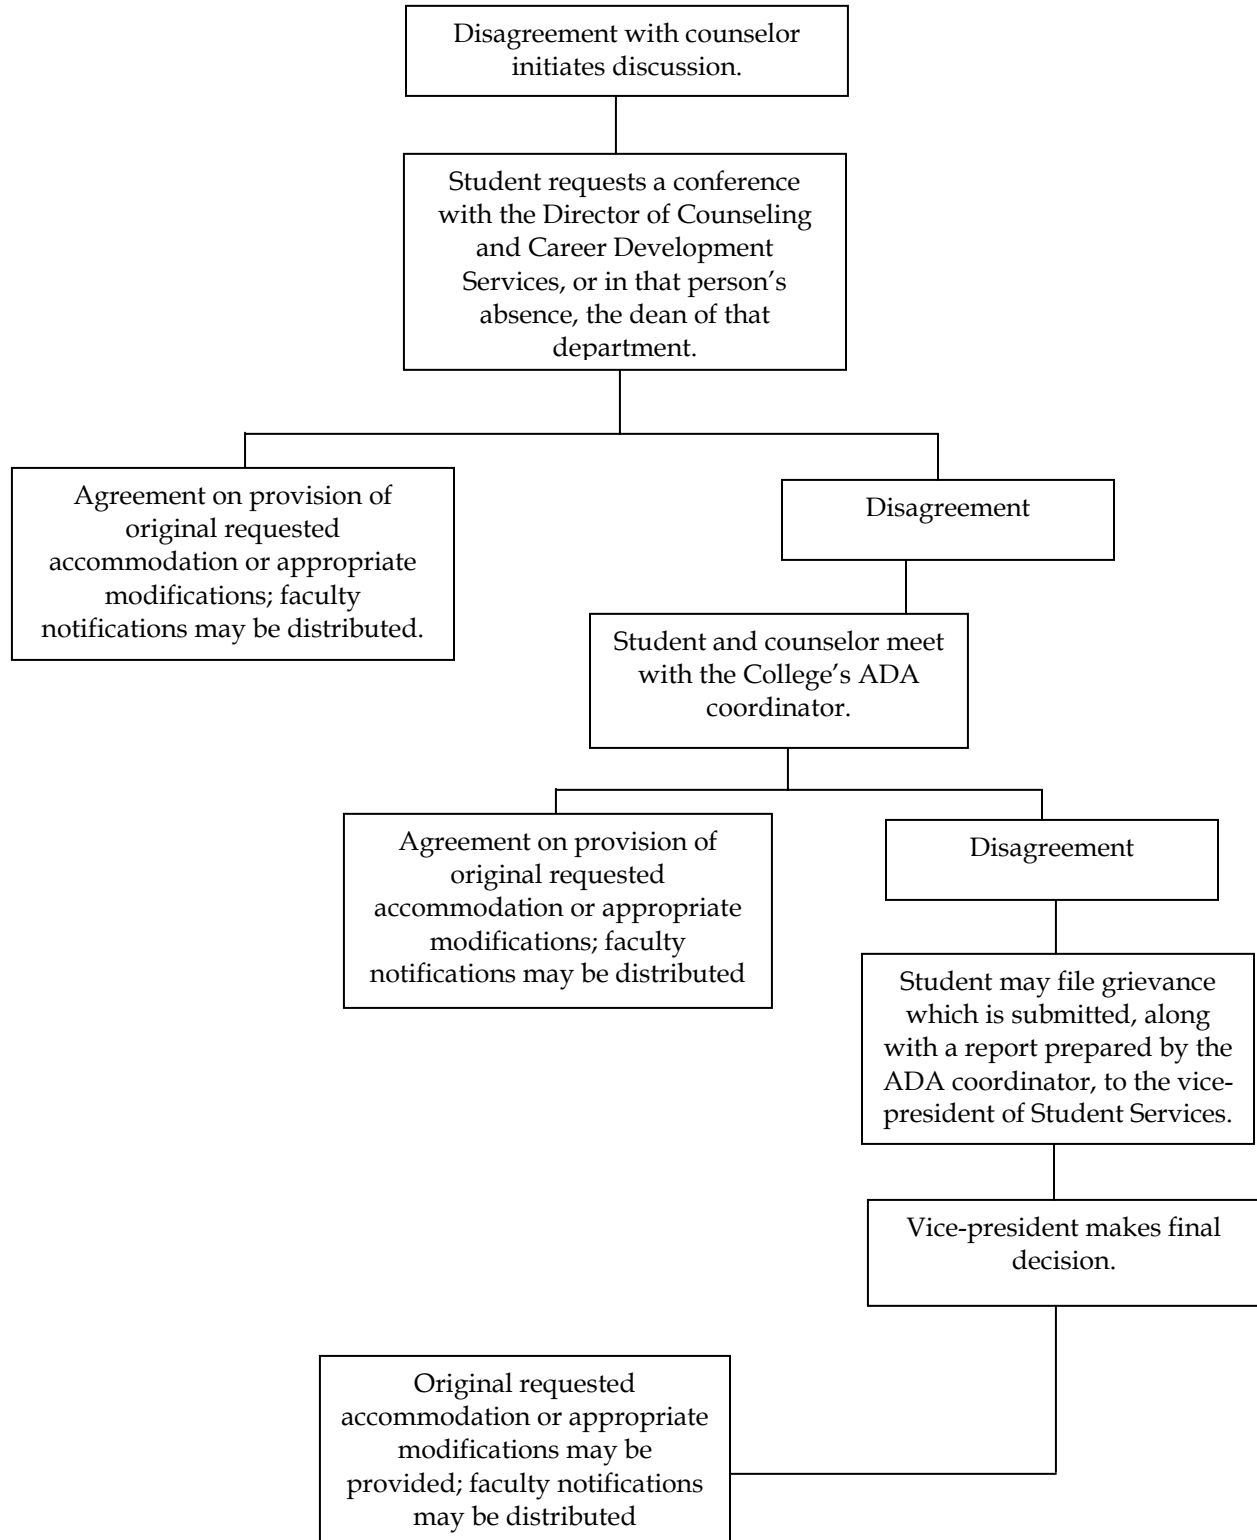 Disagreement with counselor
initiates discussion.
Student requests a conference
with the Director of Counseling
and Career Development
Services, or in that person’s
absence, the dean of that
department.
Agreement on provision of
original requested
accommodation or appropriate
modifications; faculty
notifications may be distributed.
Disagreement
Student and counselor meet
with the College’s ADA
coordinator.
Agreement on provision of
original requested
accommodation or appropriate
modifications; faculty
notifications may be distributed
Disagreement
Student may file grievance
which is submitted, along
with a report prepared by the
ADA coordinator, to the vice-
president of Student Services.
Vice-president makes final
decision.
Original requested
accommodation or appropriate
modifications may be
provided; faculty notifications
may be distributed